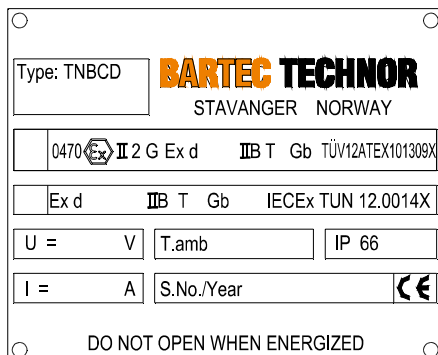 Type: TNBCD
BARTEC TECHNOR
STAVANGER NORWAY
0470 Ex II 2 G Ex d IIB T Gb TÜV12ATEX101309X
Ex d IIB T Gb IECEx TUN 12.0014X
U = V T.amb IP 66
I = A S.No./Year CE
DO NOT OPEN WHEN ENERGIZED